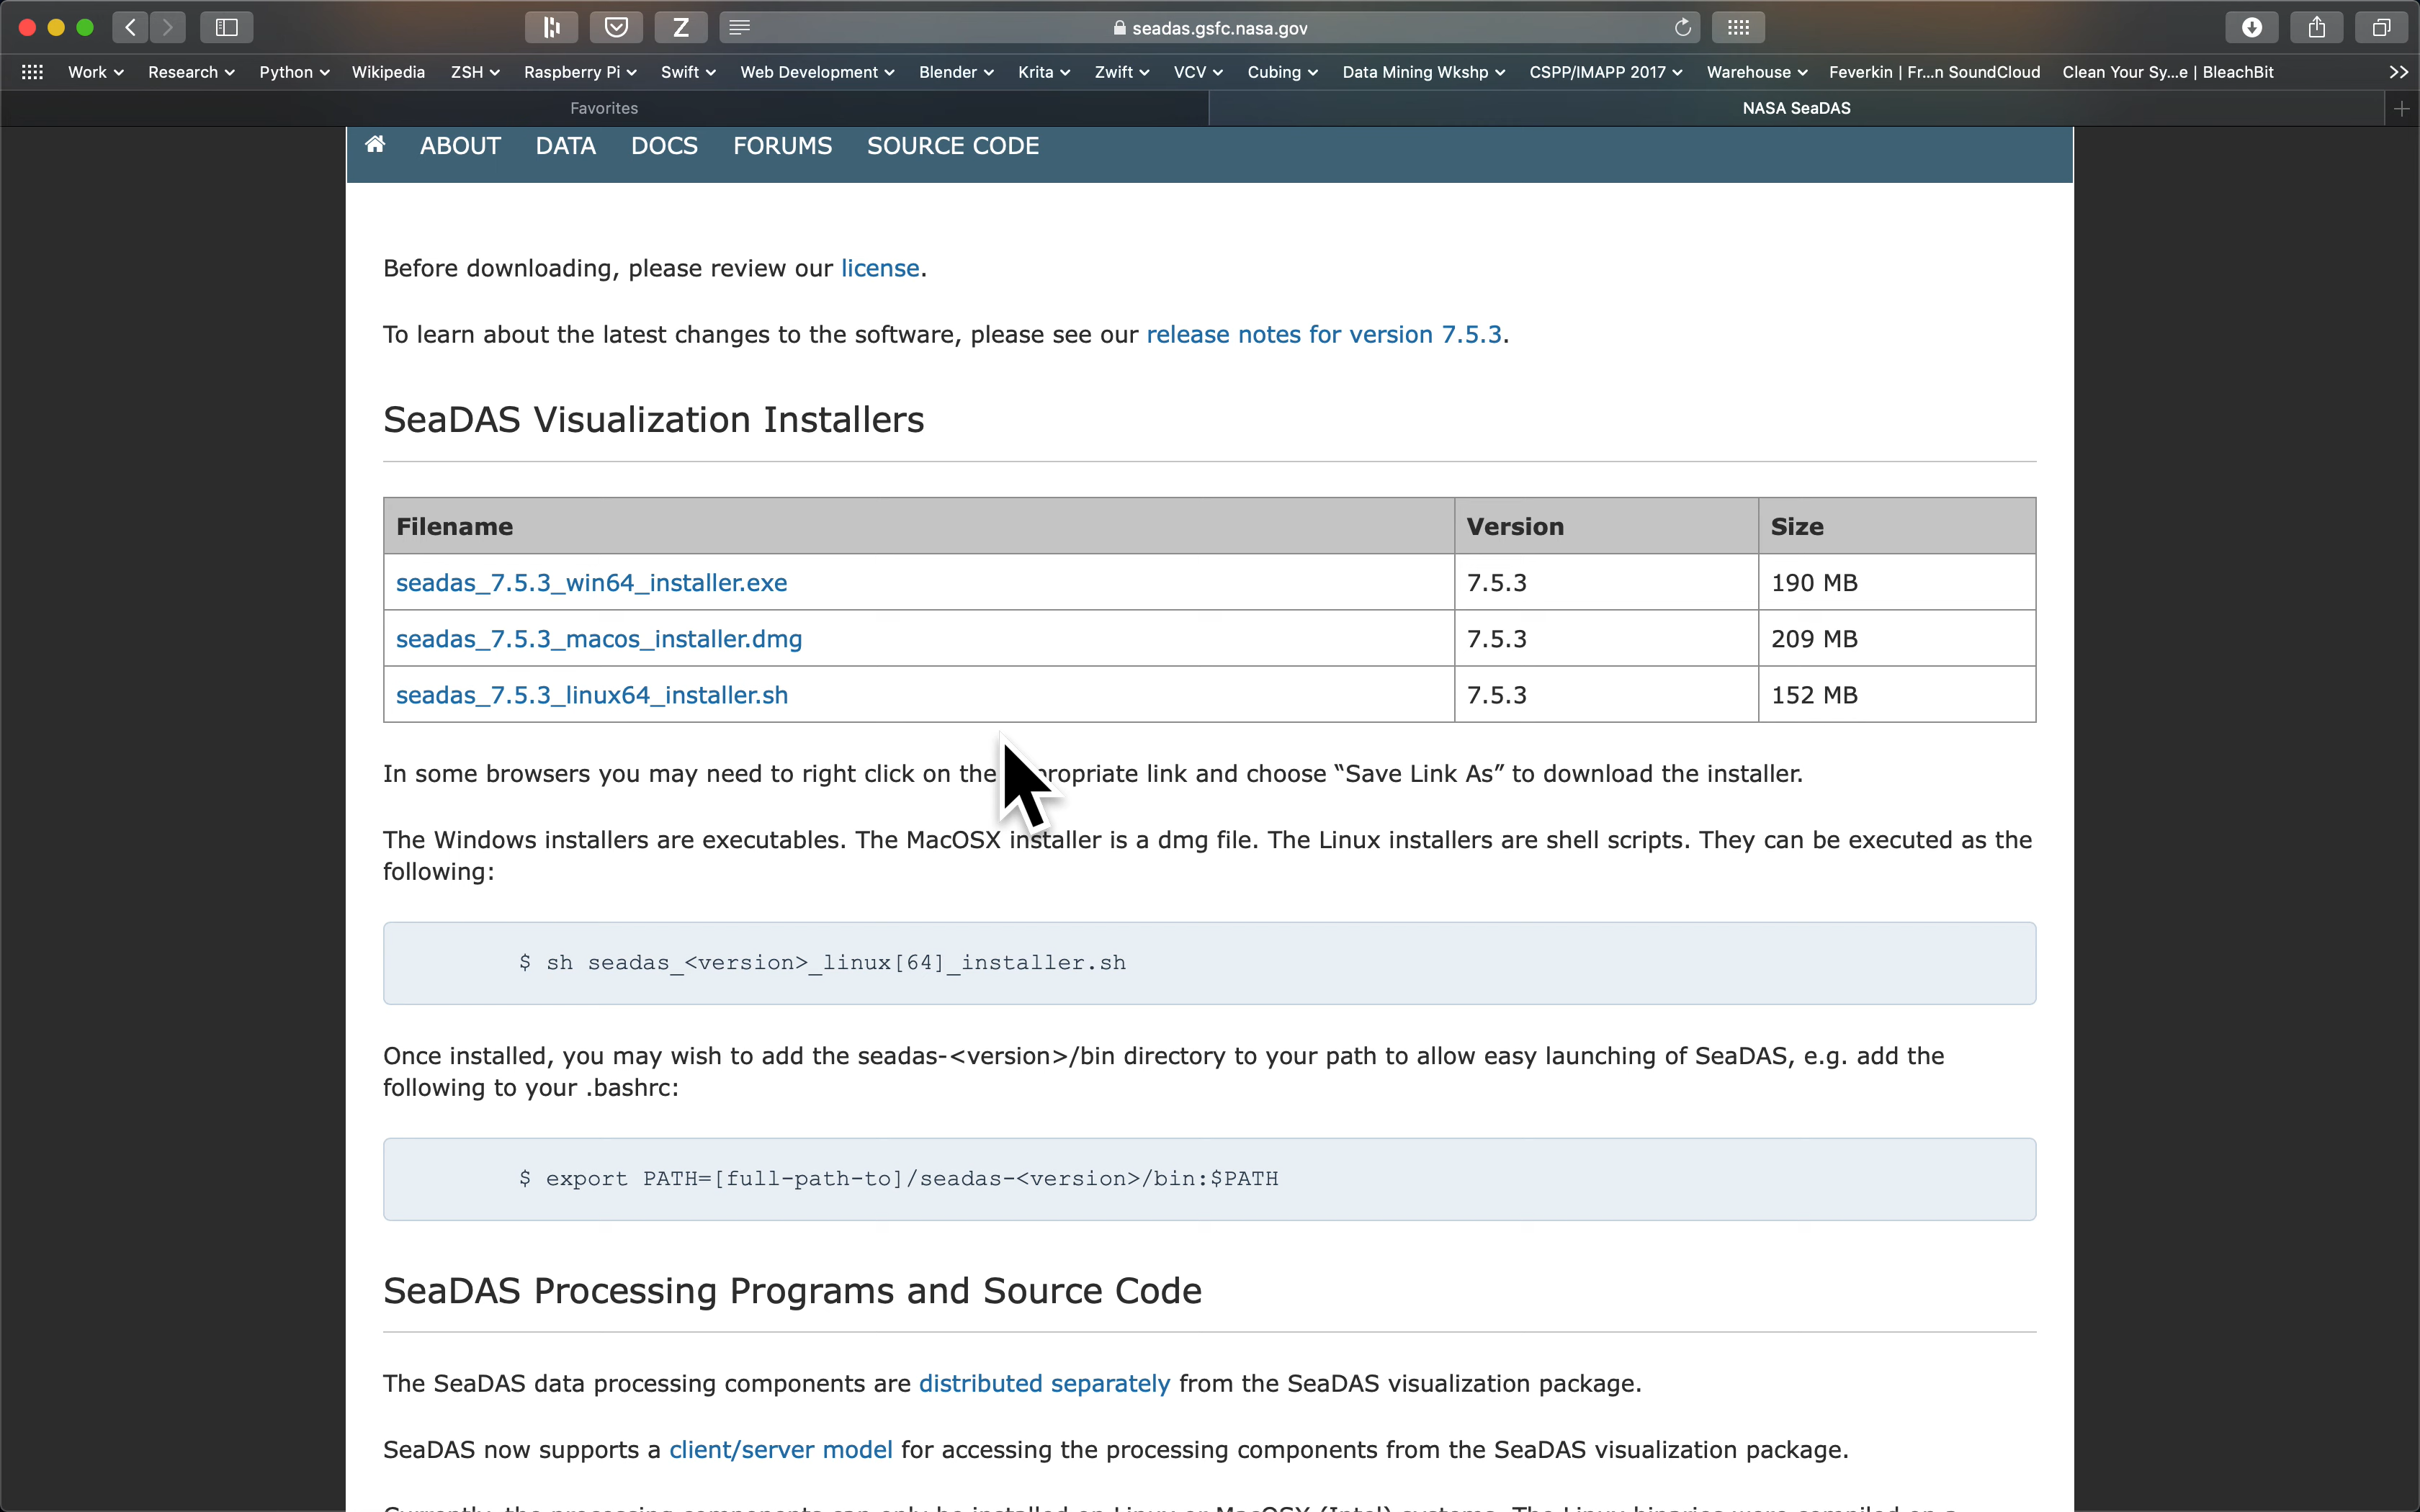 seadas.gsfc.nasa.gov
Work Research Python Wikipedia ZSH Raspberry Pi Swift Web Development Blender Krita Zwift VCV Cubing Data Mining Wkshp CSPP/IMAPP 2017 Warehouse Feverkin | Fr...n SoundCloud Clean Your Sy...e | BleachBit
Favorites NASA SeaDAS
ABOUT DATA DOCS FORUMS SOURCE CODE
Before downloading, please review our license.
To learn about the latest changes to the software, please see our release notes for version 7.5.3.
SeaDAS Visualization Installers
Filename Version Size
seadas_7.5.3_win64_installer.exe 7.5.3 190 MB
seadas_7.5.3_macos_installer.dmg 7.5.3 209 MB
seadas_7.5.3_linux64_installer.sh 7.5.3 152 MB
In some browsers you may need to right click on the ropriate link and choose “Save Link As” to download the installer.
The Windows installers are executables. The MacOSX installer is a dmg file. The Linux installers are shell scripts. They can be executed as the
following:
$ sh seadas_<version>_linux[64]_installer.sh
Once installed, you may wish to add the seadas-<version>/bin directory to your path to allow easy launching of SeaDAS, e.g. add the
following to your .bashrc:
$ export PATH=[full-path-to]/seadas-<version>/bin:$PATH
SeaDAS Processing Programs and Source Code
The SeaDAS data processing components are distributed separately from the SeaDAS visualization package.
SeaDAS now supports a client/server model for accessing the processing components from the SeaDAS visualization package.